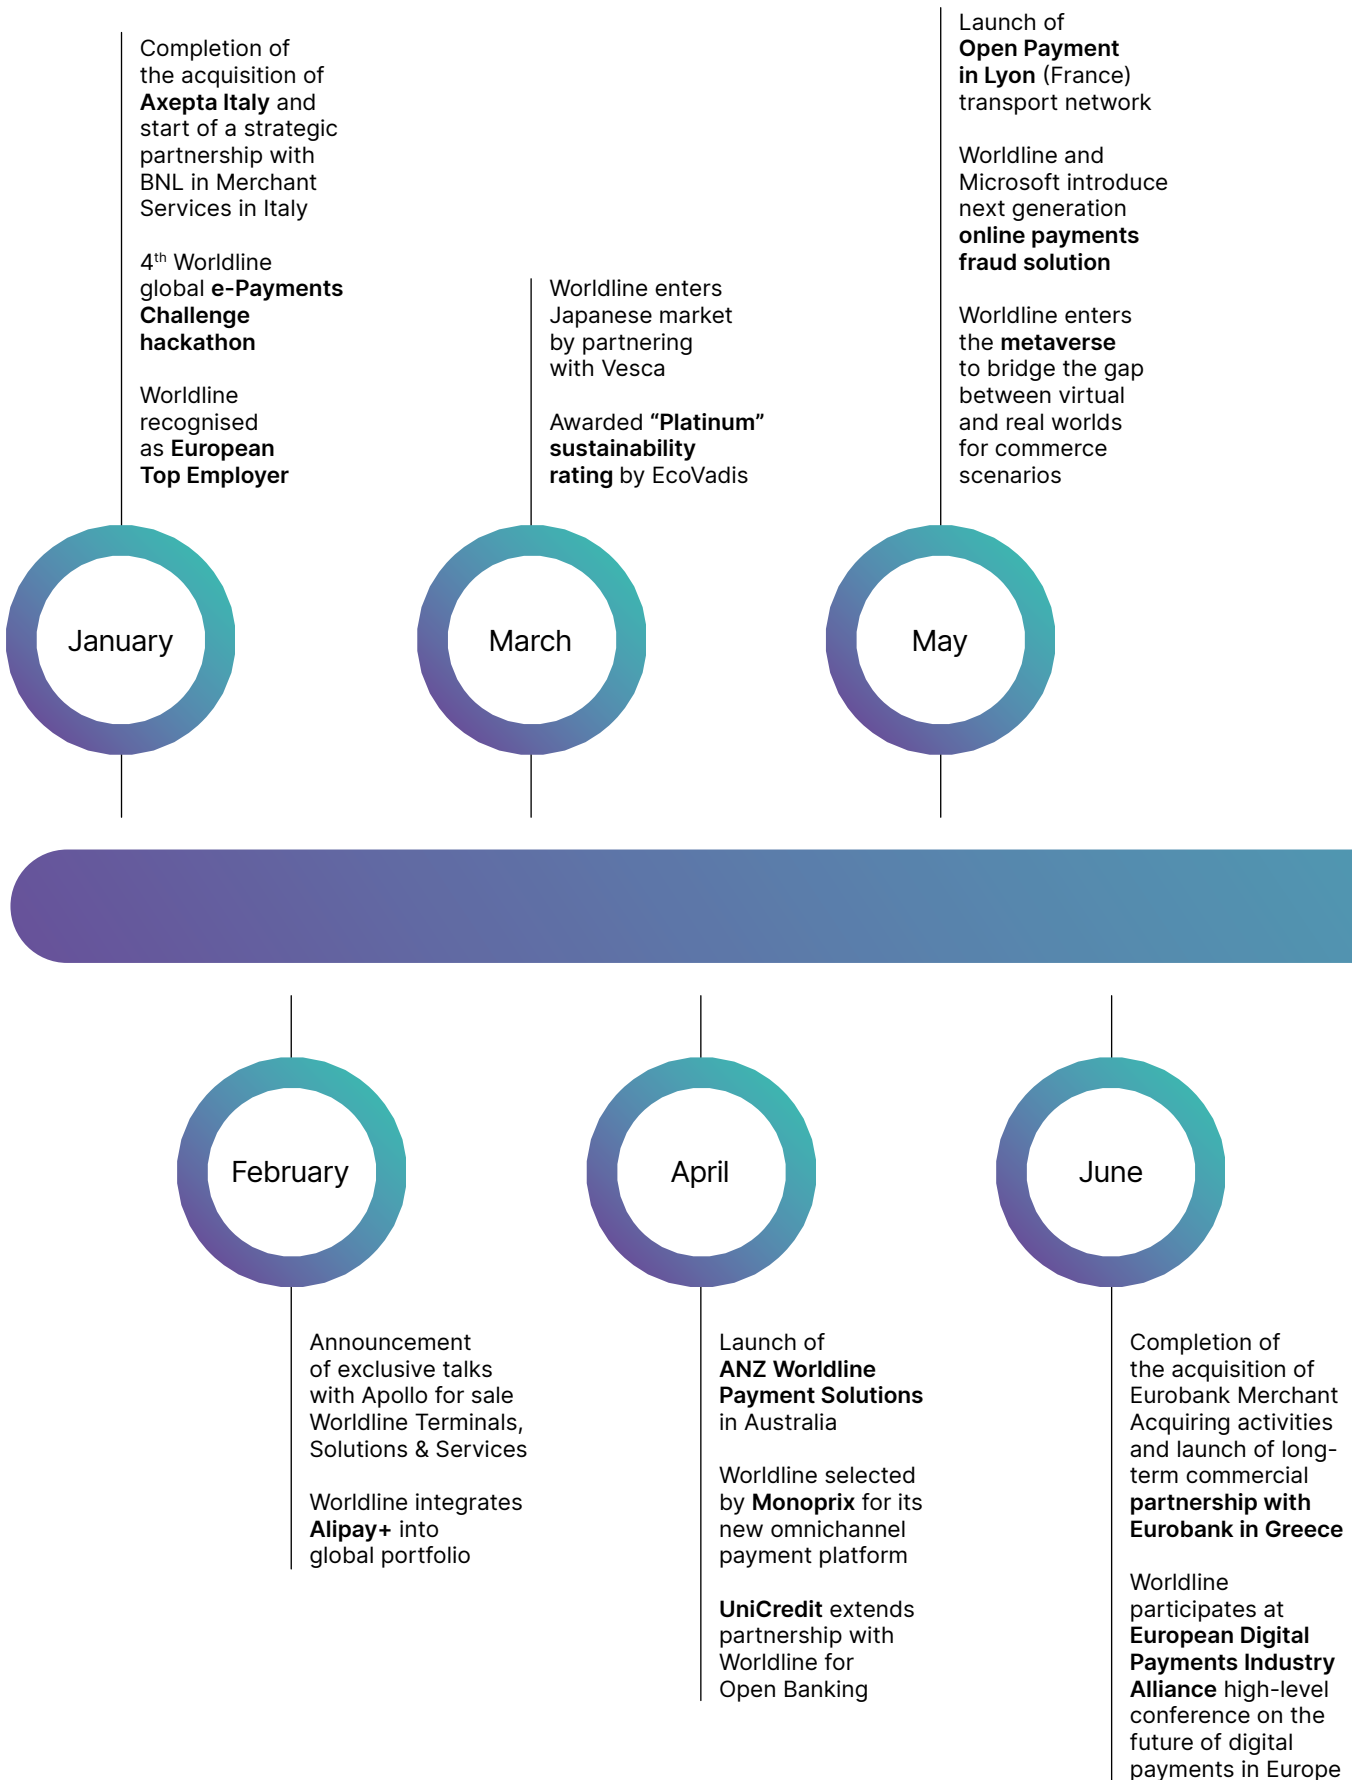 Completion of
the acquisition of
Axepta Italy and
start of a strategic
partnership with
BNL in Merchant
Services in Italy
4th Worldline
global e-Payments
Challenge
hackathon
Worldline
recognised
as European
Top Employer
January
Worldline enters
Japanese market
by partnering
with Vesca
Awarded “Platinum”
sustainability
rating by EcoVadis
March
Launch of
Open Payment
in Lyon (France)
transport network
Worldline and
Microsoft introduce
next generation
online payments
fraud solution
Worldline enters
the metaverse
to bridge the gap
between virtual
and real worlds
for commerce
scenarios
May
February
Announcement
of exclusive talks
with Apollo for sale
Worldline Terminals,
Solutions & Services
Worldline integrates
Alipay+ into
global portfolio
April
Launch of
ANZ Worldline
Payment Solutions
in Australia
Worldline selected
by Monoprix for its
new omnichannel
payment platform
UniCredit extends
partnership with
Worldline for
Open Banking
June
Completion of
the acquisition of
Eurobank Merchant
Acquiring activities
and launch of long-
term commercial
partnership with
Eurobank in Greece
Worldline
participates at
European Digital
Payments Industry
Alliance high-level
conference on the
future of digital
payments in Europe